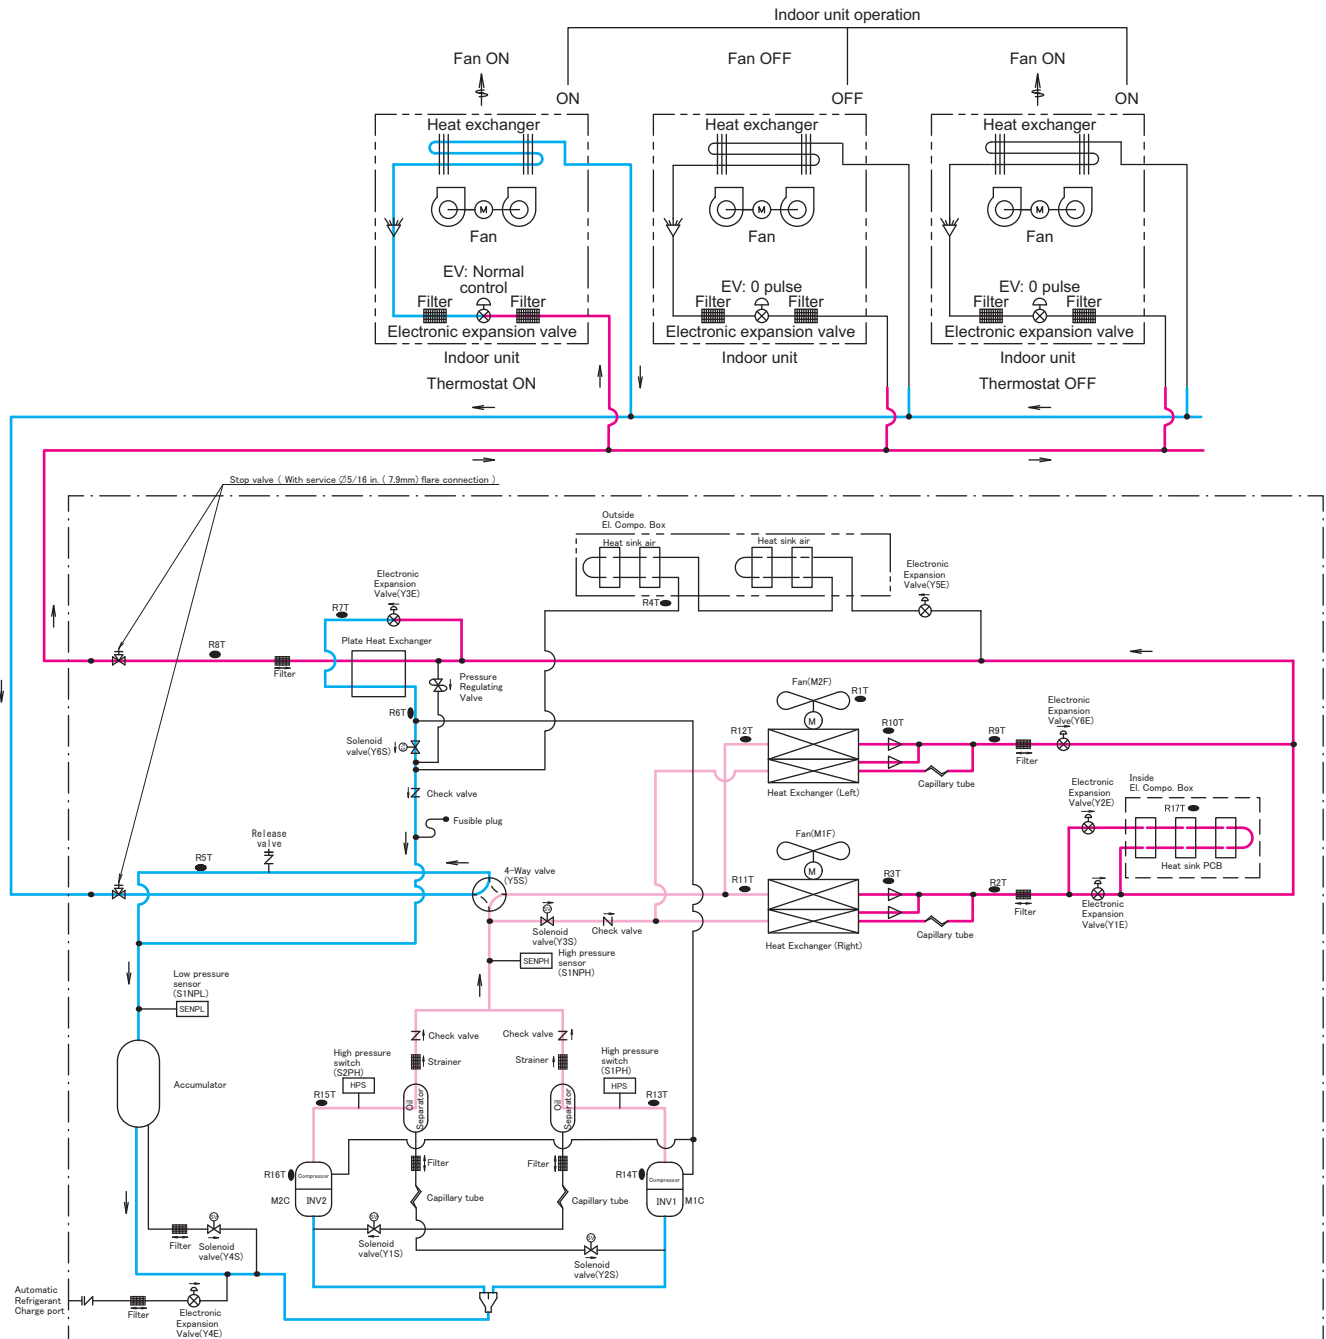 Indoor unit operation
Fan ON
Fan OFF
Fan ON
ON
OFF
ON
Heat exchanger
Heat exchanger
Heat exchanger
M
M
M
Fan
Fan
Fan
EV: Normal
control
EV: 0 pulse
EV: 0 pulse
Filter
Filter
Filter
Filter
Filter
Filter
Electronic expansion valve
Electronic expansion valve
Electronic expansion valve
Indoor unit
Indoor unit
Indoor unit
Thermostat ON
Thermostat OFF
Stop valve ( With service ∅5/16 in. ( 7.9mm) flare connection )
Outside
El. Compo. Box
Heat sink air
Heat sink air
R4T
Electronic
Expansion
Valve(Y5E)
Electronic
Expansion
Valve(Y3E)
R7T
R8T
Plate Heat Exchanger
Filter
Pressure
Regulating
Valve
R6T
Solenoid
valve(Y6S)
Check valve
Fusible plug
Release
valve
R5T
4-Way valve
(Y5S)
Fan(M2F)
R1T
M
R12T
R10T
R9T
Electronic
Expansion
Valve(Y6E)
Filter
Capillary tube
Heat Exchanger (Left)
Electronic
Expansion
Valve(Y2E)
Inside
El. Compo. Box
R17T
Heat sink PCB
Fan(M1F)
M
R11T
R3T
R2T
Filter
Electronic
Expansion
Valve(Y1E)
Capillary tube
Heat Exchanger (Right)
SV
Solenoid
valve(Y3S)
Check valve
SENPH
High pressure
sensor
(S1NPH)
Low pressure
sensor
(S1NPL)
SENPL
Accumulator
Check valve
Check valve
Strainer
Strainer
High pressure
switch
(S2PH)
HPS
High pressure
switch
(S1PH)
HPS
R15T
R13T
Oil
Separator
Oil
Separator
R16T
Compressor
INV2
M2C
R14T
Compressor
INV1
M1C
Filter
Filter
Capillary tube
Capillary tube
SV
Solenoid
valve(Y1S)
SV
Solenoid
valve(Y2S)
SV
Filter
Solenoid
valve(Y4S)
Automatic
Refrigerant
Charge port
Filter
Electronic
Expansion
Valve(Y4E)